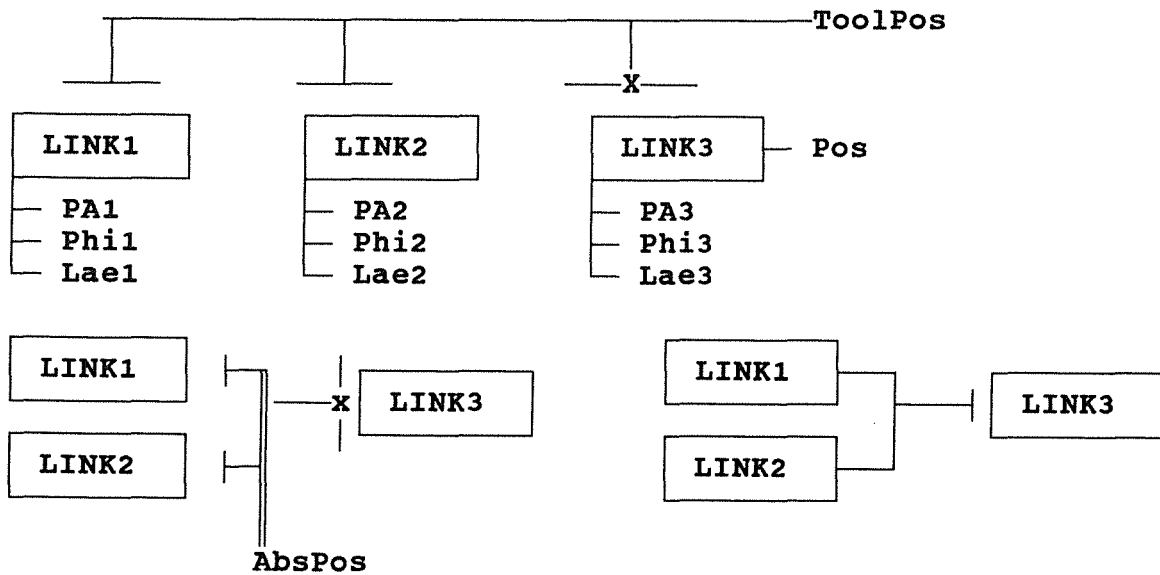 ToolPos
X
LINK1 LINK2 LINK3 Pos
PA1 PA2 PA3
Phi1 Phi2 Phi3
Lae1 Lae2 Lae3
LINK1 LINK1
x LINK3 LINK3
LINK2 LINK2
AbsPos